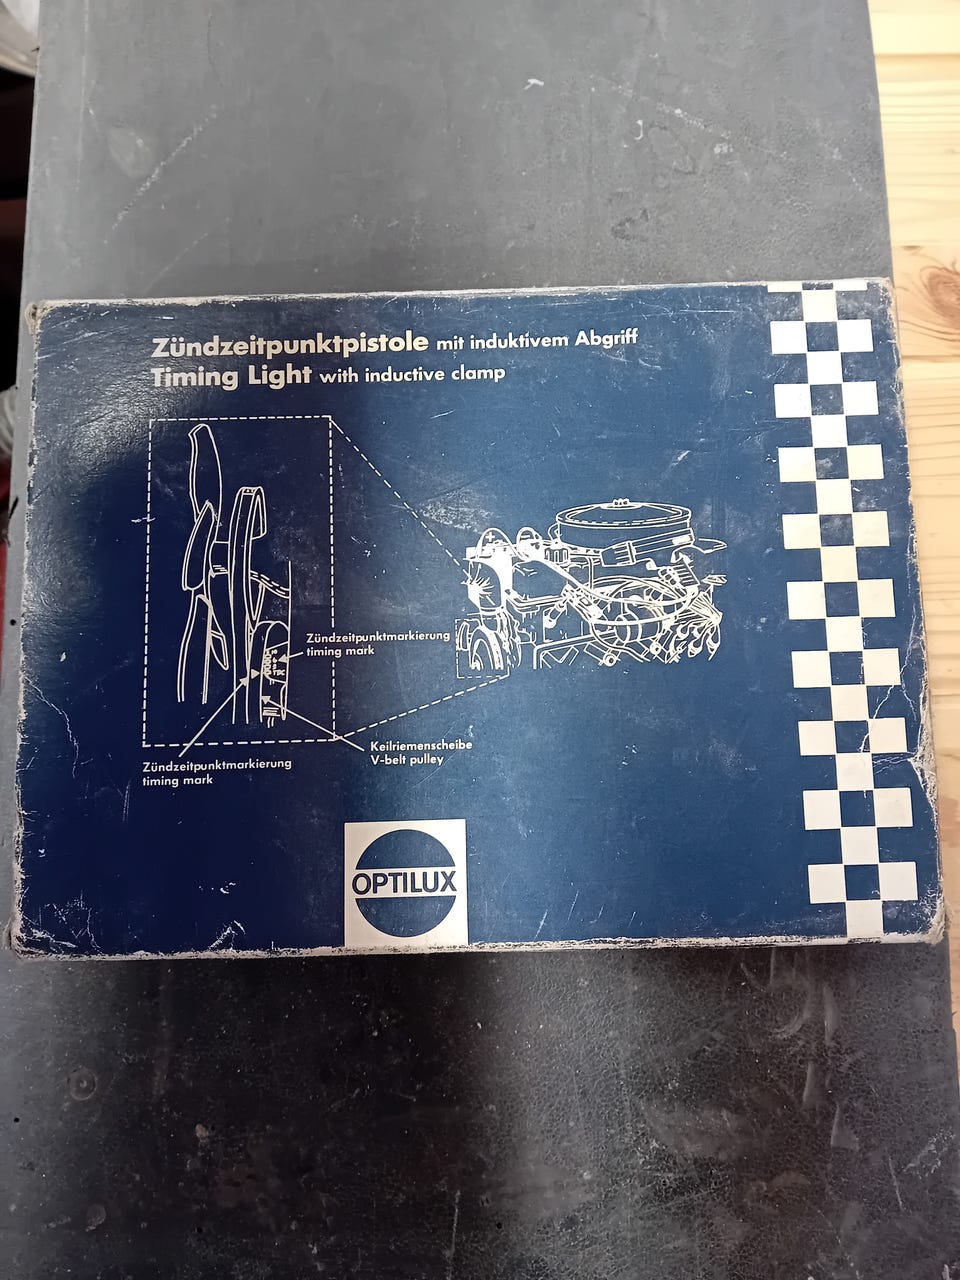 Zündzeitpunktpistole mit induktivem Abgriff
Timing Light with inductive clamp
Zündzeitpunktmarkierung
timing mark
Keilriemenscheibe
V-belt pulley
Zündzeitpunktmarkierung
timing mark
OPTILUX